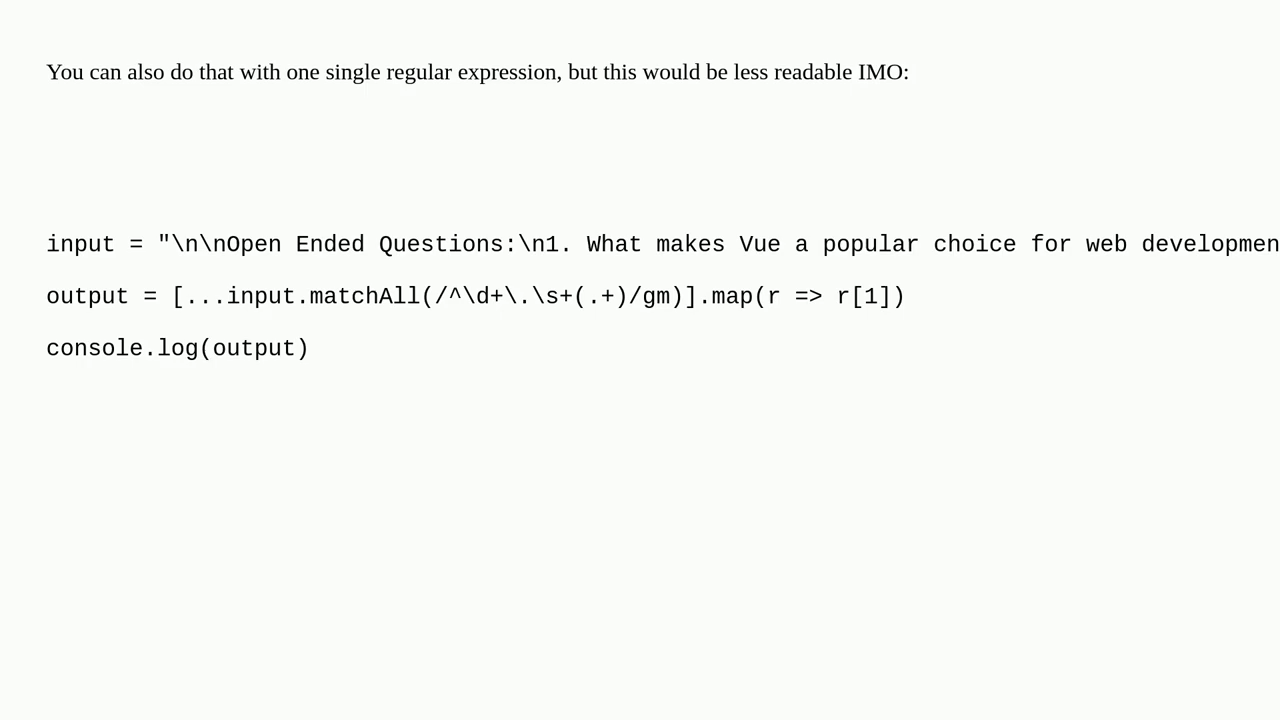 You can also do that with one single regular expression, but this would be less readable IMO:
input = "\n\nOpen Ended Questions:\n1. What makes Vue a popular choice for web developmen
output = [...input.matchAll(/^\d+\.\s+(.+)/gm)].map(r => r[1])
console.log(output)